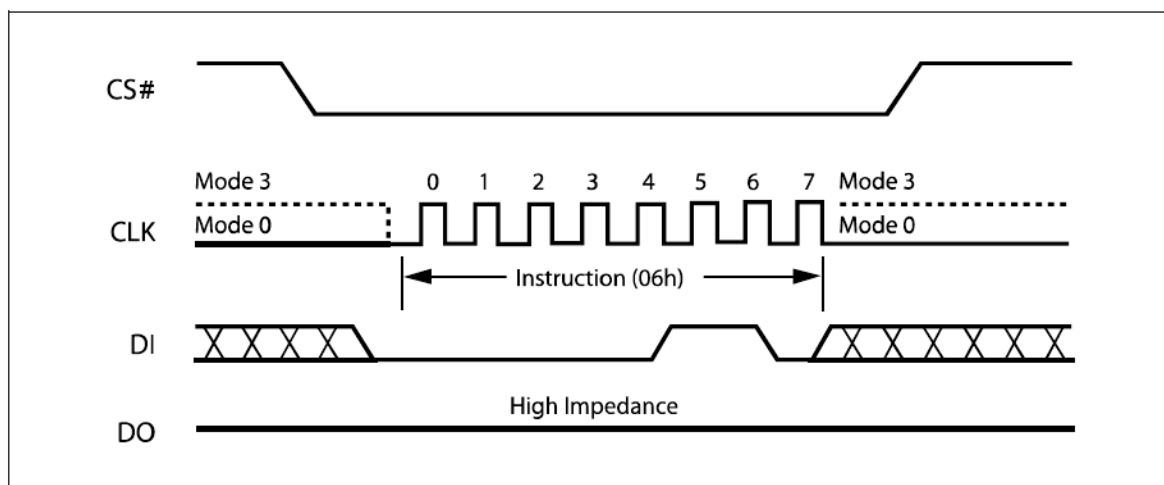 CS#
Mode 3 0 1 2 3 4 5 6 7 Mode 3
Mode 0 Mode 0
CLK
Instruction (06h)
DI
High Impedance
DO